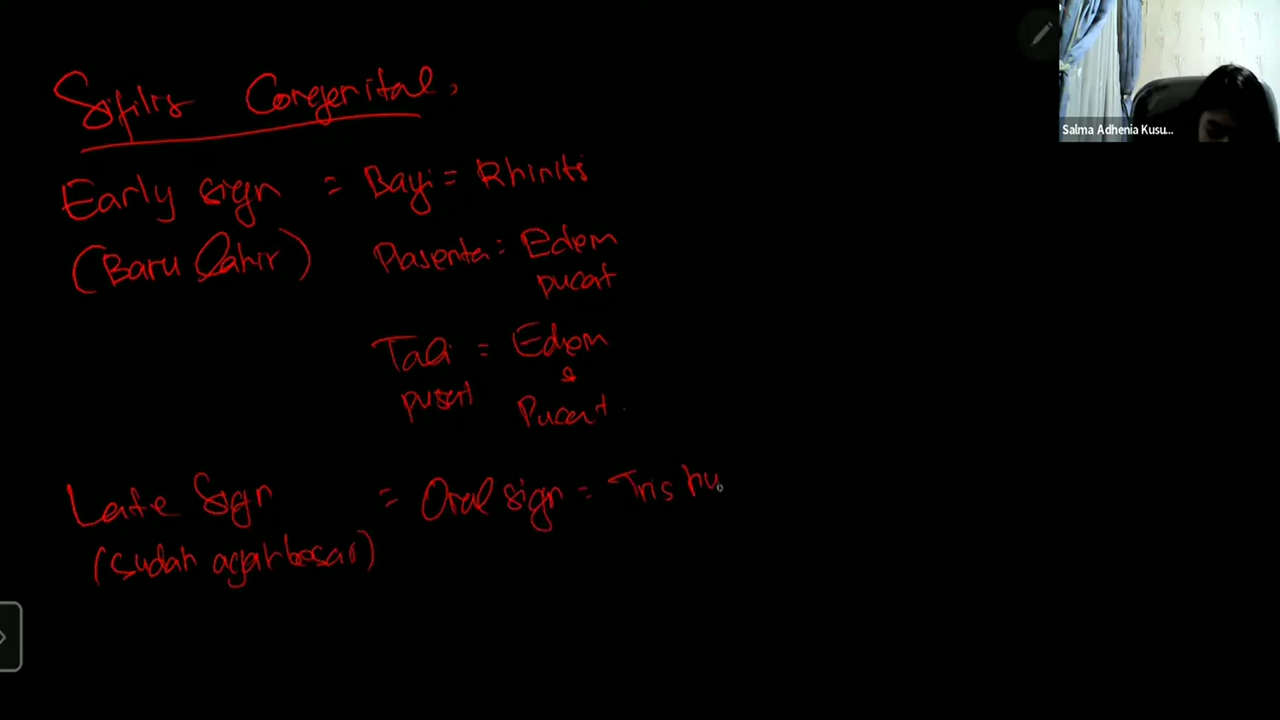 Sifilis Congenital,
Early sign = Bayi = Rhinitis
(Baru lahir) Plasenta = Edem
pucat
Tali = Edem
pusat &
Pucat
Late Sign = Oral sign = Tris hu
(sudah agak besar)
Salma Adhenia Kusu...